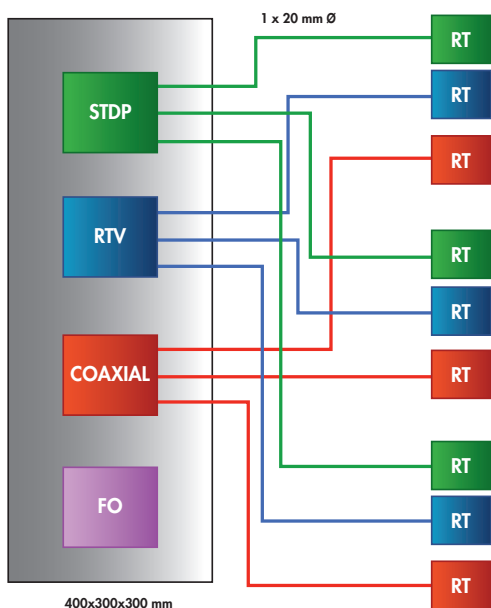 1 x 20 mm Ø
RT
RT
STDP
RT
RTV
RT
RT
COAXIAL
RT
RT
FO
RT
RT
400x300x300 mm